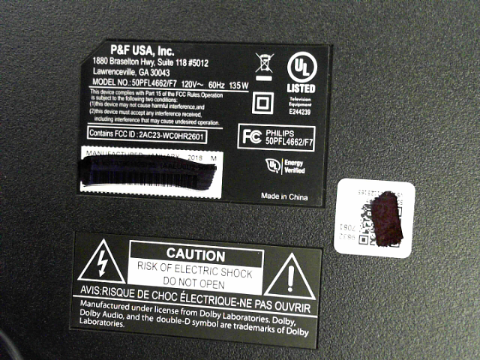 P&F USA, Inc.
1880 Braselton Hwy, Suite 118 #5012
Lawrenceville, GA 30043
MODEL NO.: 50PFL4662/F7 120V~ 60Hz 135W
This device complies with Part 15 of the FCC Rules.Operation
is subject to the following two conditions.
(1)this device may not cause harmful interference,and
(2)this device must accept any interference received,
including interference that may cause undesired operation.
Contains FCC ID : 2AC23-WC0HR2601
2018 M
UL
LISTED
Television
Equipment
E244230
FC PHILIPS
50PFL4662/F7
UL Energy
Verified
Made in China
CAUTION
RISK OF ELECTRIC SHOCK
DO NOT OPEN
AVIS:RISQUE DE CHOC ÉLECTRIQUE-NE PAS OUVRIR
Manufactured under license from Dolby Laboratories. Dolby,
Dolby Audio, and the double-D symbol are trademarks of Dolby
Laboratories.